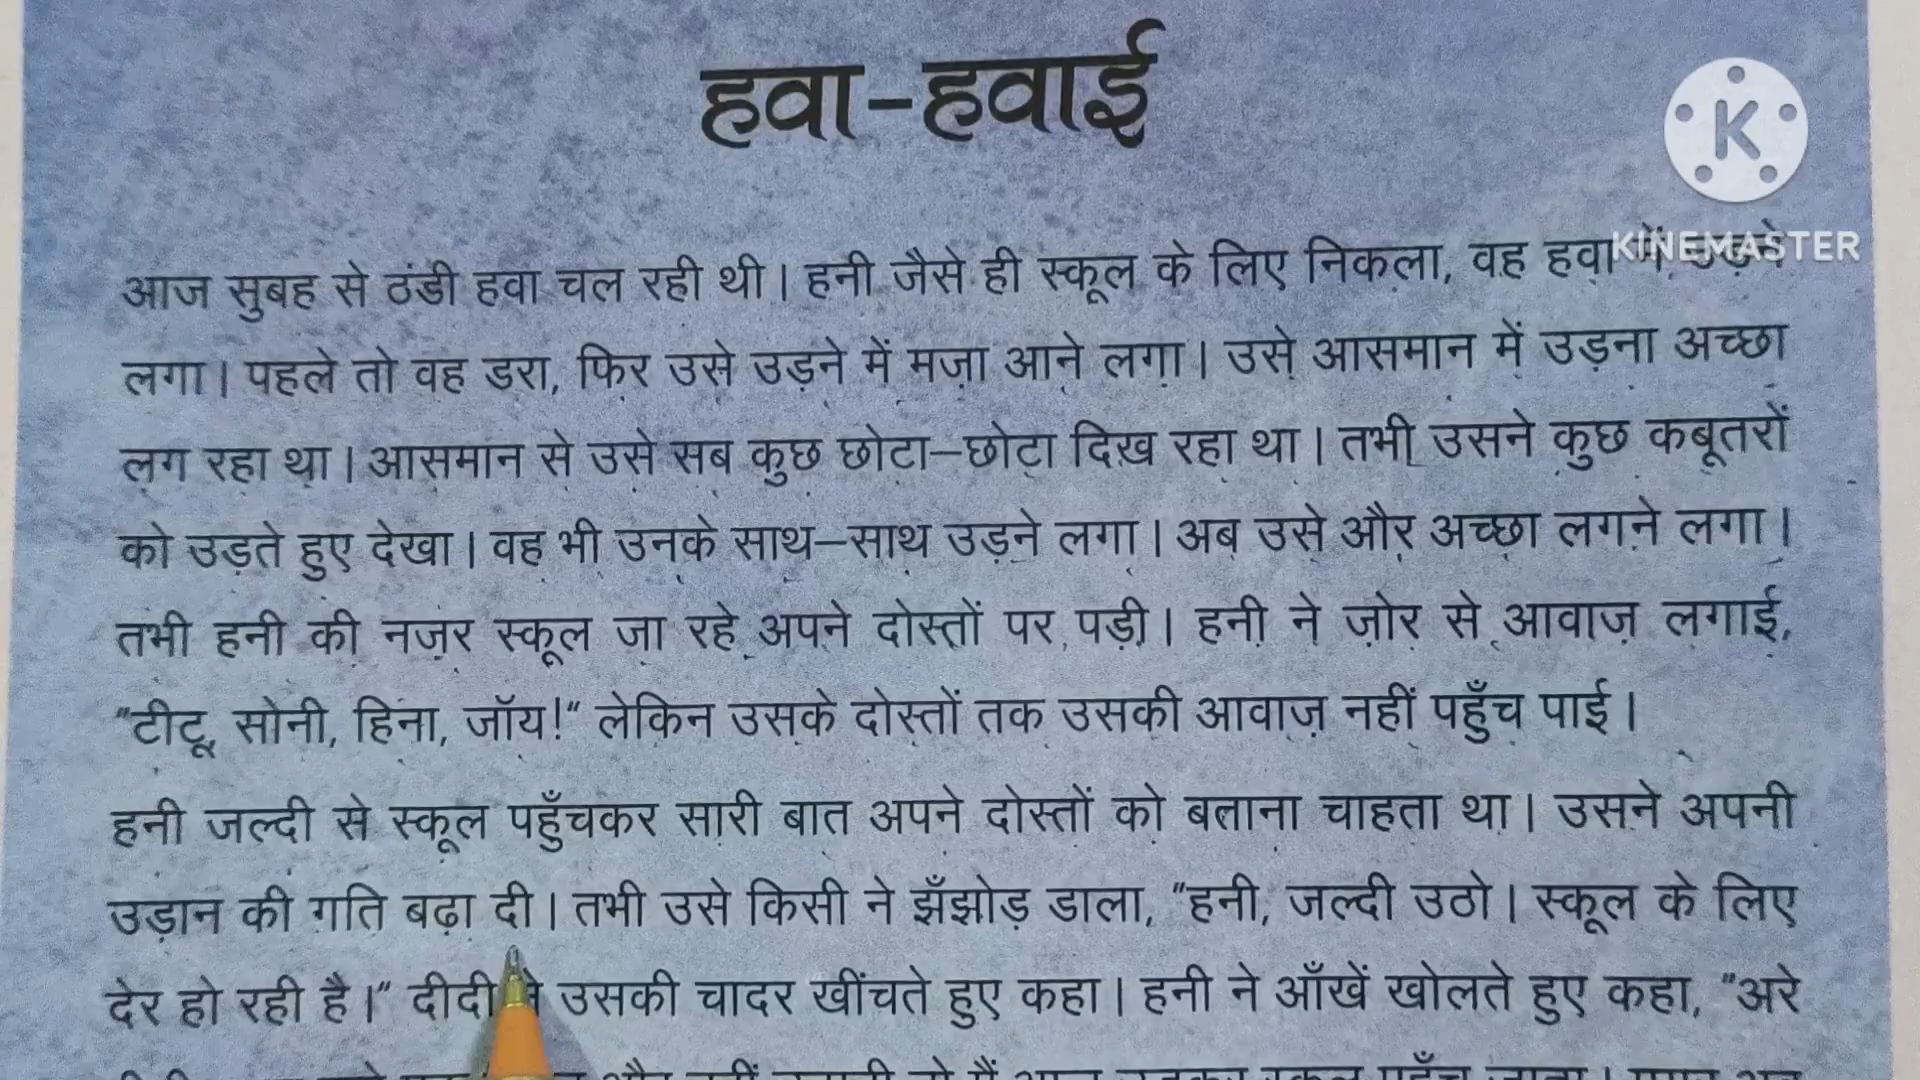 हवा-हवाई
K
KINEMASTER
आज सुबह से ठंडी हवा चल रही थी। हनी जैसे ही स्कूल के लिए निकला, वह हवा में उड़ने
लगा। पहले तो वह डरा, फिर उसे उड़ने में मज़ा आने लगा। उसे आसमान में उड़ना अच्छा
लग रहा था। आसमान से उसे सब कुछ छोटा-छोटा दिख रहा था। तभी उसने कुछ कबूतरों
को उड़ते हुए देखा। वह भी उनके साथ-साथ उड़ने लगा। अब उसे और अच्छा लगने लगा।
तभी हनी की नज़र स्कूल जा रहे अपने दोस्तों पर पड़ी। हनी ने ज़ोर से आवाज़ लगाई,
"टीटू, सोनी, हिना, जॉय!" लेकिन उसके दोस्तों तक उसकी आवाज़ नहीं पहुँच पाई।
हनी जल्दी से स्कूल पहुँचकर सारी बात अपने दोस्तों को बताना चाहता था। उसने अपनी
उड़ान की गति बढ़ा दी। तभी उसे किसी ने झँझोड़ डाला, "हनी, जल्दी उठो। स्कूल के लिए
देर हो रही है।" दीदी ने उसकी चादर खींचते हुए कहा। हनी ने आँखें खोलते हुए कहा, "अरे